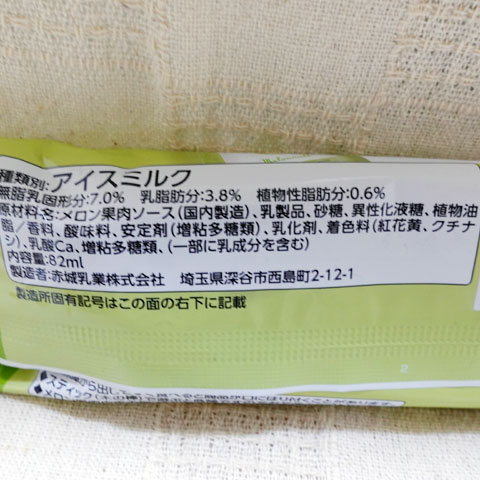 種類別:アイスミルク
無脂乳固形分:7.0% 乳脂肪分:3.8% 植物性脂肪分:0.6%
原材料名:メロン果肉ソース(国内製造)、乳製品、砂糖、異性化液糖、植物油
脂/香料、酸味料、安定剤(増粘多糖類)、乳化剤、着色料(紅花黄、クチナ
シ)、乳酸Ca、増粘多糖類、(一部に乳成分を含む)
内容量:82ml
製造者:赤城乳業株式会社 埼玉県深谷市西島町2-12-1
製造所固有記号はこの面の右下に記載
2